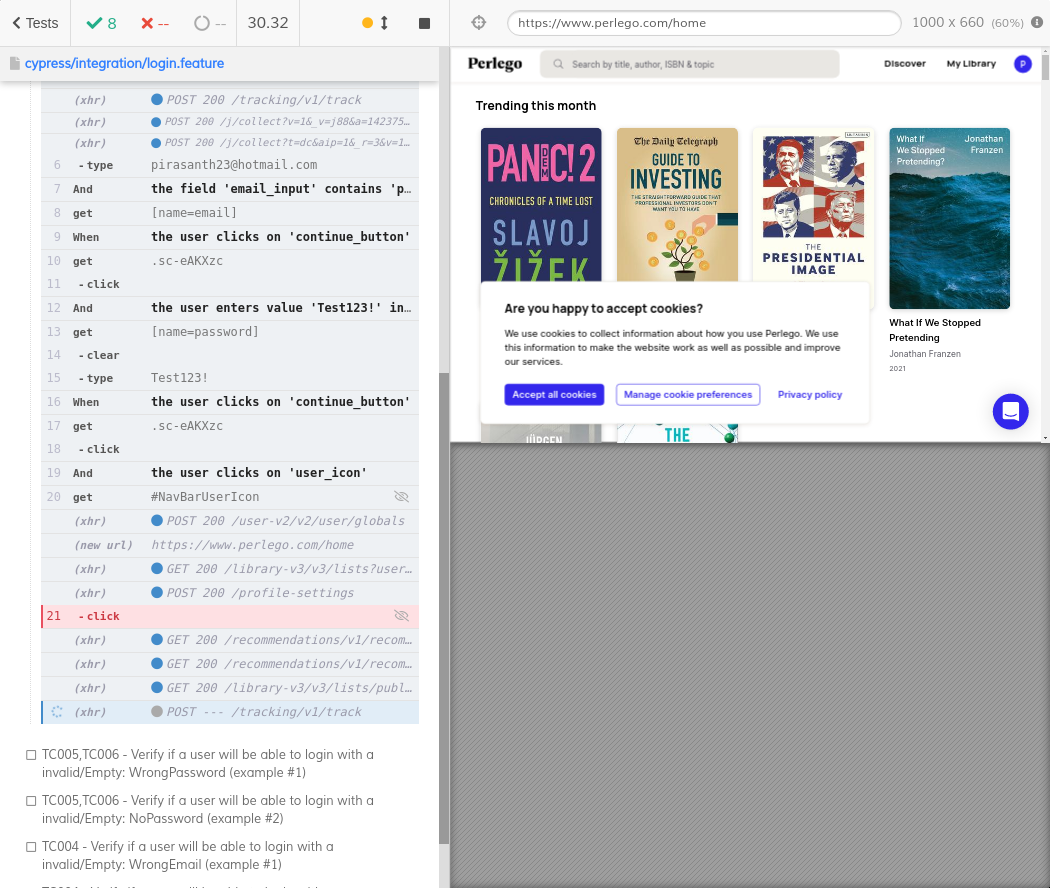 Tests
8
--
--
30.32
https://www.perlego.com/home
1000 x 660 (60%)
cypress/integration/login.feature
(xhr) POST 200 /tracking/v1/track
(xhr) POST 200 /j/collect?v=1&_v=j88&a=142375…
(xhr) POST 200 /j/collect?t=dc&aip=1&_r=3&v=1…
6 - type pirasanth23@hotmail.com
7 And the field 'email_input' contains 'p…
8 get [name=email]
9 When the user clicks on 'continue_button'
10 get .sc-eAKXzc
11 - click
12 And the user enters value 'Test123!' in…
13 get [name=password]
14 - clear
15 - type Test123!
16 When the user clicks on 'continue_button'
17 get .sc-eAKXzc
18 - click
19 And the user clicks on 'user_icon'
20 get #NavBarUserIcon
(xhr) POST 200 /user-v2/v2/user/globals
(new url) https://www.perlego.com/home
(xhr) GET 200 /library-v3/v3/lists?user…
(xhr) POST 200 /profile-settings
21 - click
(xhr) GET 200 /recommendations/v1/recom…
(xhr) GET 200 /recommendations/v1/recom…
(xhr) GET 200 /library-v3/v3/lists/publ…
(xhr) POST --- /tracking/v1/track
TC005,TC006 - Verify if a user will be able to login with a
invalid/Empty: WrongPassword (example #1)
TC005,TC006 - Verify if a user will be able to login with a
invalid/Empty: NoPassword (example #2)
TC004 - Verify if a user will be able to login with a
invalid/Empty: WrongEmail (example #1)
Perlego
Search by title, author, ISBN & topic
Discover
My Library
P
Trending this month
PANDEMIC! 2
CHRONICLES OF A TIME LOST
SLAVOJ
ŽIŽEK
The Daily Telegraph
GUIDE TO
INVESTING
THE STRAIGHTFORWARD GUIDE THAT
PROFESSIONAL INVESTORS DON'T
WANT YOU TO HAVE
THE
PRESIDENTIAL
IMAGE
What If
We Stopped
Pretending?
Jonathan
Franzen
What If We Stopped
Pretending
Jonathan Franzen
2021
Are you happy to accept cookies?
We use cookies to collect information about how you use Perlego. We use
this information to make the website work as well as possible and improve
our services.
Accept all cookies
Manage cookie preferences
Privacy policy
JÜRGEN
THE